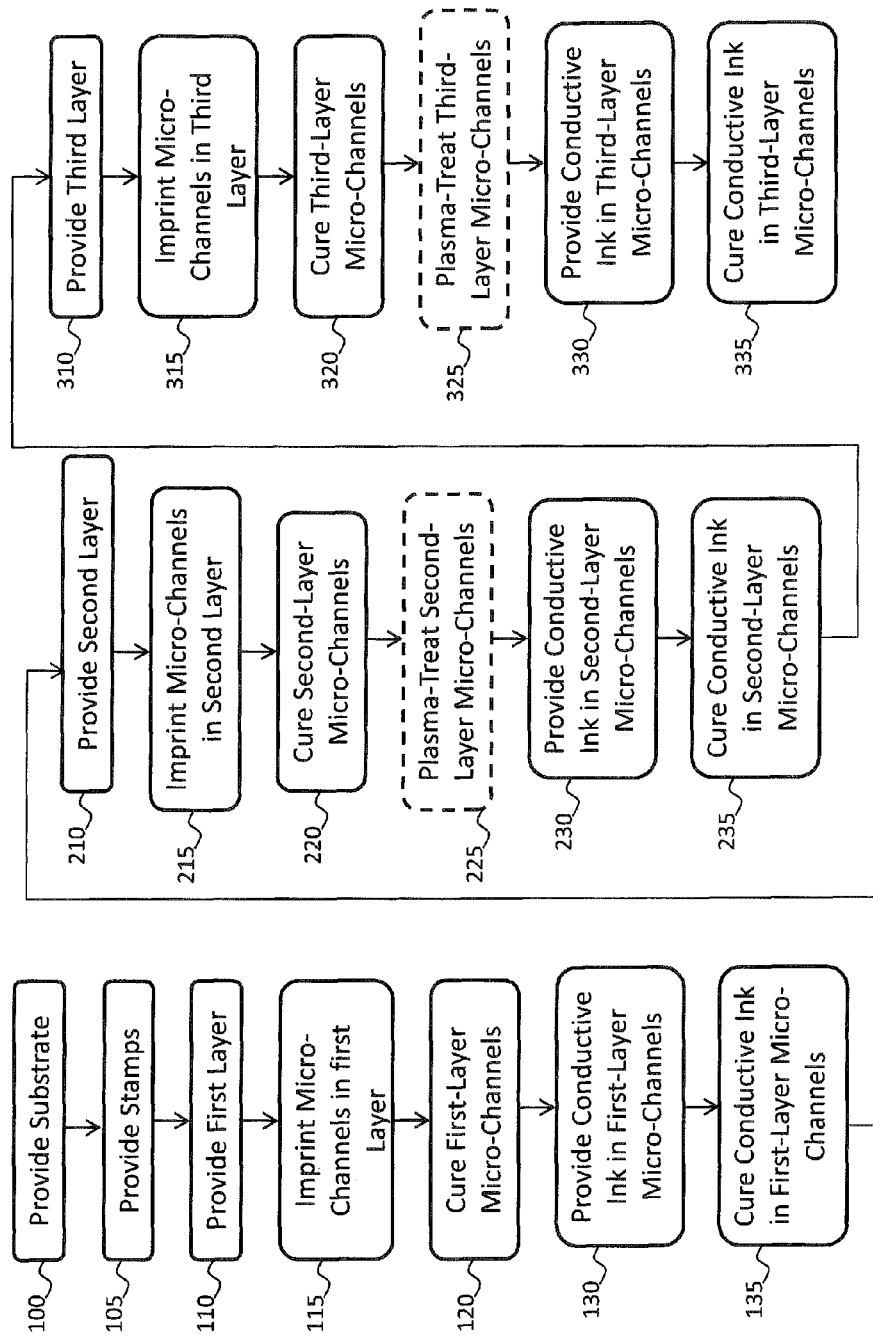 100
Provide Substrate
105
Provide Stamps
110
Provide First Layer
115
Imprint Micro-
Channels in first
Layer
120
Cure First-Layer
Micro-Channels
130
Provide Conductive
Ink in First-Layer
Micro-Channels
135
Cure Conductive Ink
in First-Layer Micro-
Channels
210
Provide Second Layer
215
Imprint Micro-Channels
in Second Layer
220
Cure Second-Layer
Micro-Channels
225
Plasma-Treat Second-
Layer Micro-Channels
230
Provide Conductive
Ink in Second-Layer
Micro-Channels
235
Cure Conductive Ink
in Second-Layer
Micro-Channels
310
Provide Third Layer
315
Imprint Micro-
Channels in Third
Layer
320
Cure Third-Layer
Micro-Channels
325
Plasma-Treat Third-
Layer Micro-Channels
330
Provide Conductive
Ink in Third-Layer
Micro-Channels
335
Cure Conductive Ink
in Third-Layer
Micro-Channels